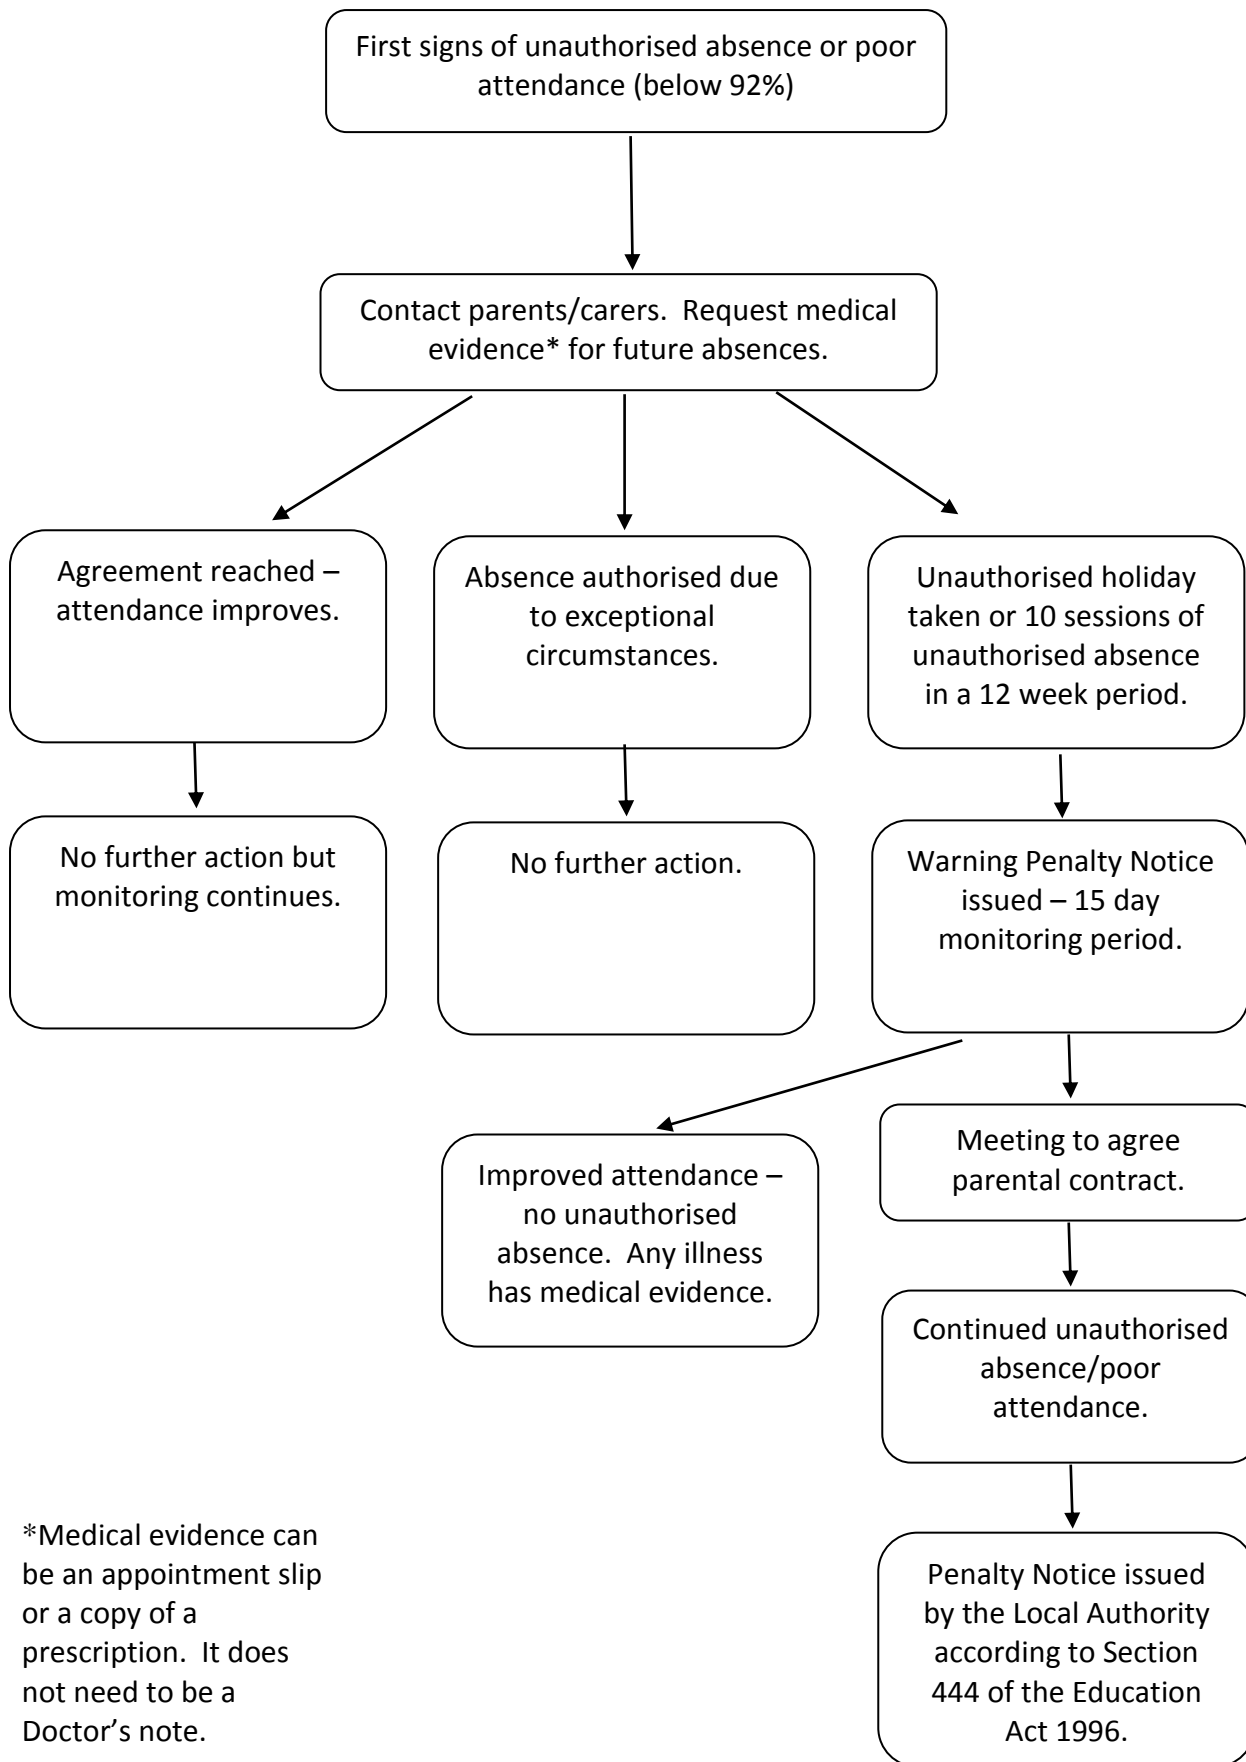 First signs of unauthorised absence or poor
attendance (below 92%)
Contact parents/carers.  Request medical
evidence* for future absences.
Agreement reached –
attendance improves.
Absence authorised due
to exceptional
circumstances.
Unauthorised holiday
taken or 10 sessions of
unauthorised absence
in a 12 week period.
No further action but
monitoring continues.
No further action.
Warning Penalty Notice
issued – 15 day
monitoring period.
Improved attendance –
no unauthorised
absence.  Any illness
has medical evidence.
Meeting to agree
parental contract.
Continued unauthorised
absence/poor
attendance.
Penalty Notice issued
by the Local Authority
according to Section
444 of the Education
Act 1996.
*Medical evidence can
be an appointment slip
or a copy of a
prescription.  It does
not need to be a
Doctor’s note.